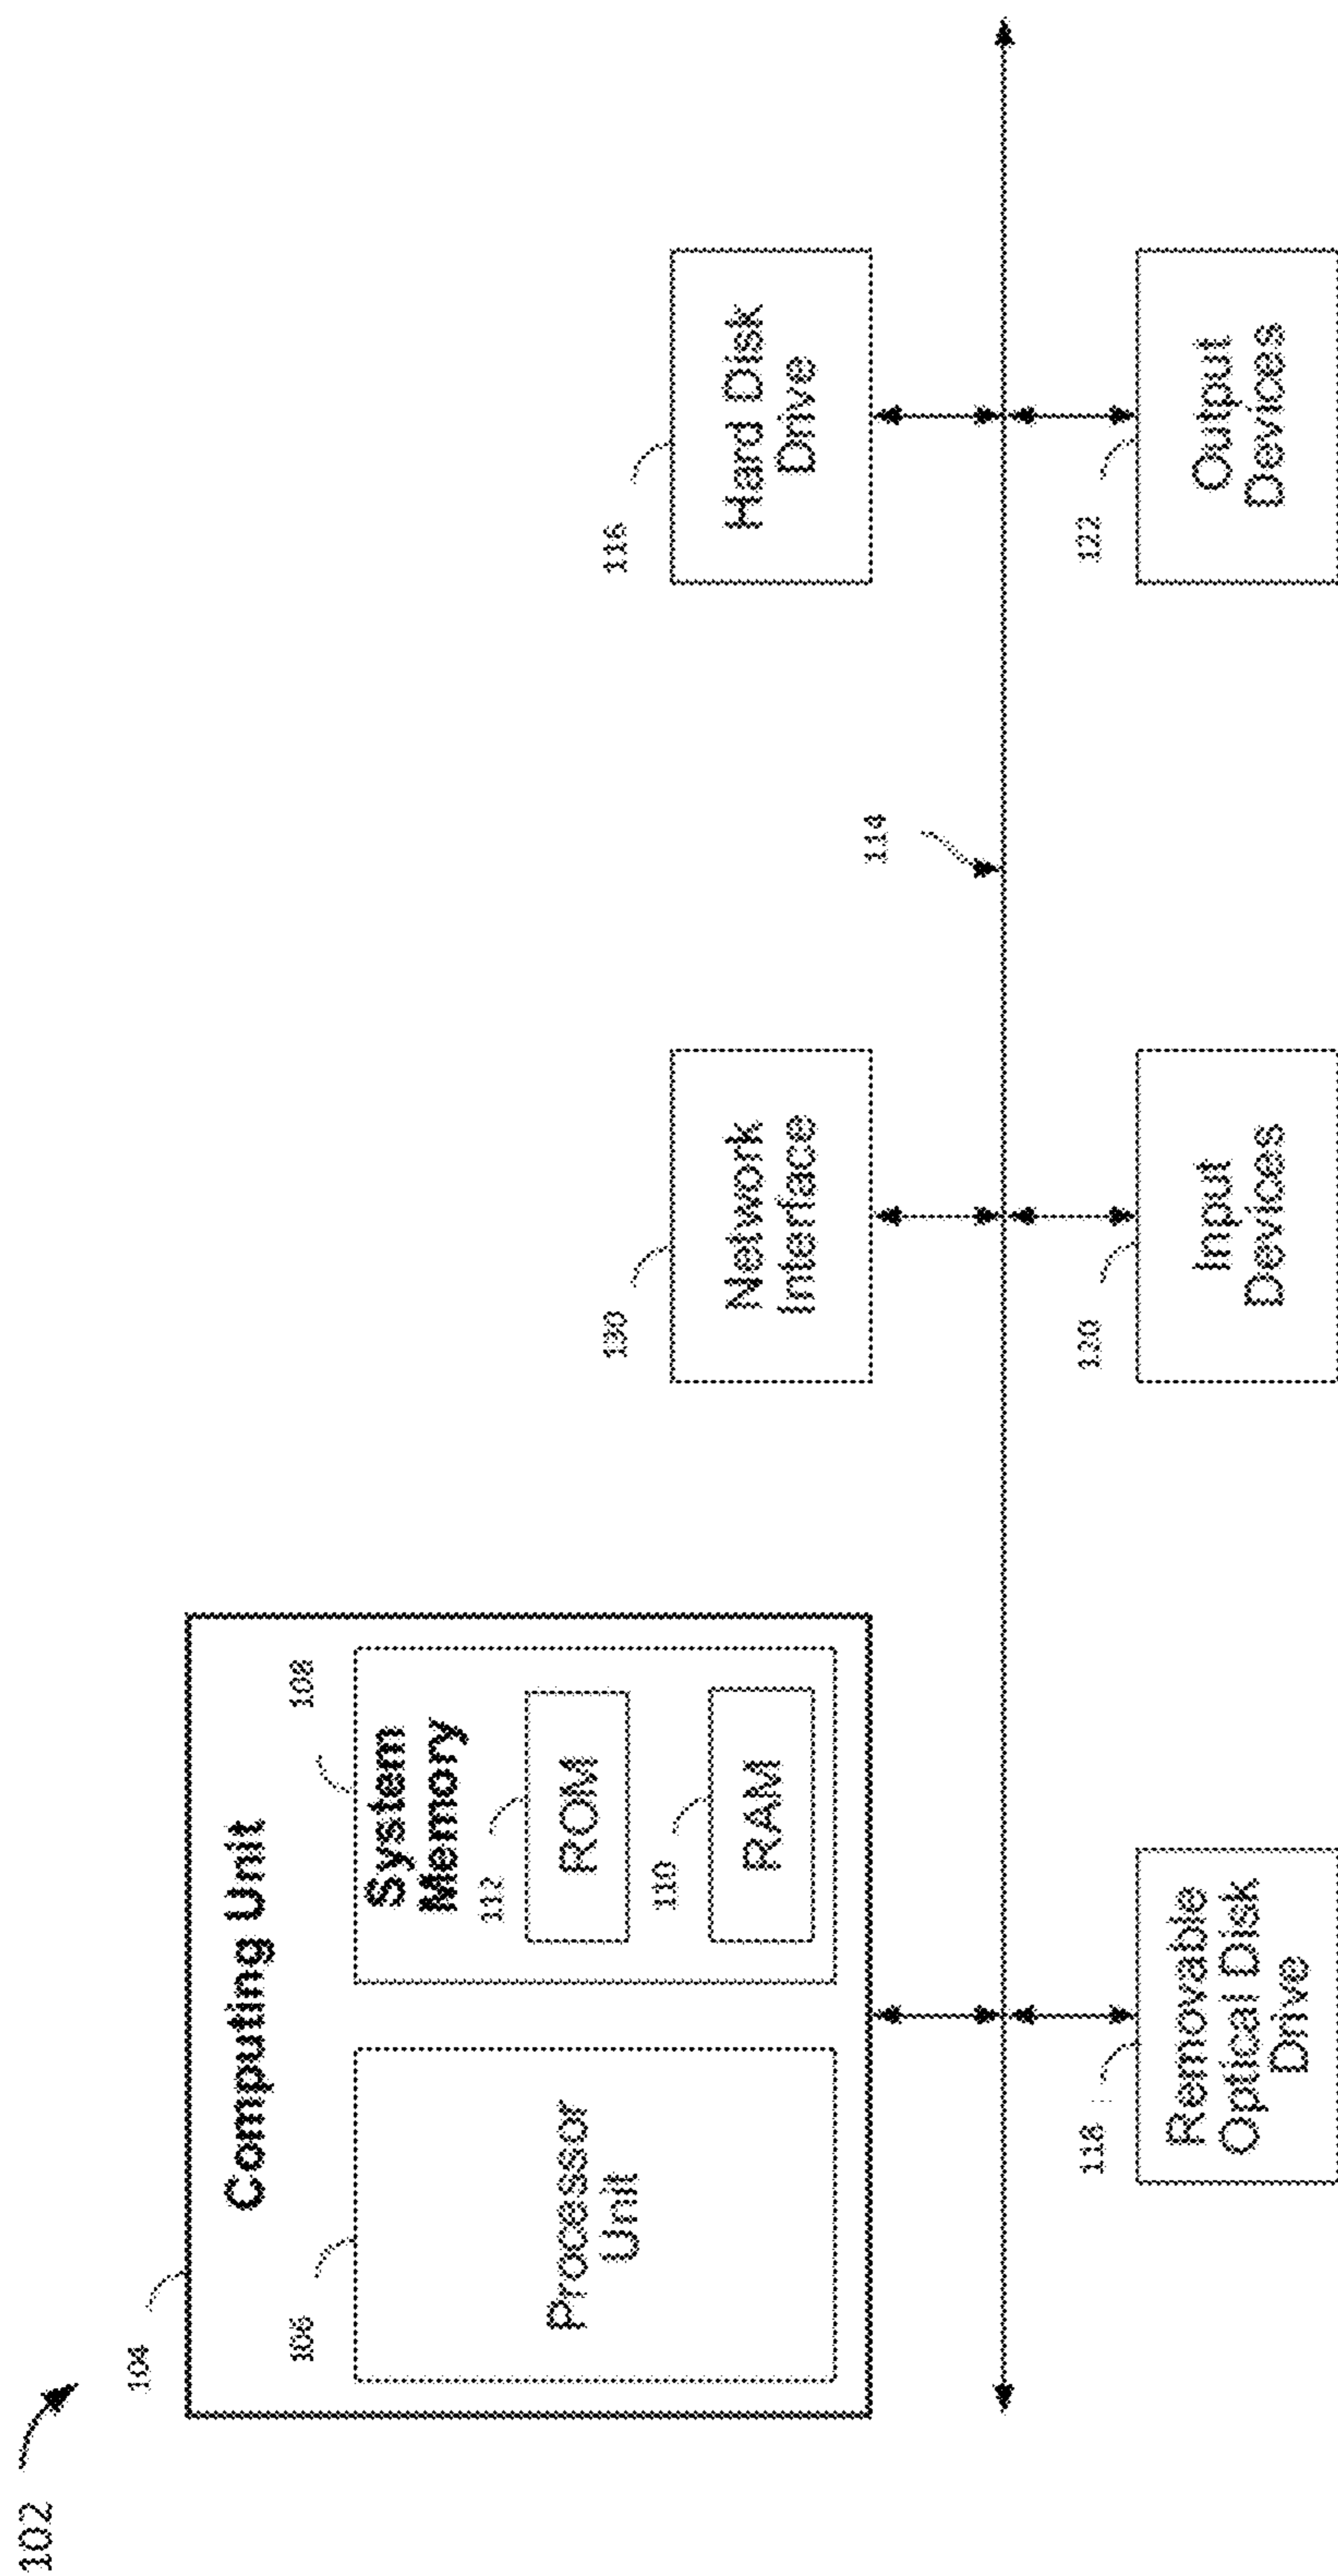 102
104
Computing Unit
106
Processor
Unit
108
System
Memory
112
ROM
110
RAM
130
Network
Interface
116
Hard Disk
Drive
114
118
Removable
Optical Disk
Drive
120
Input
Devices
122
Output
Devices